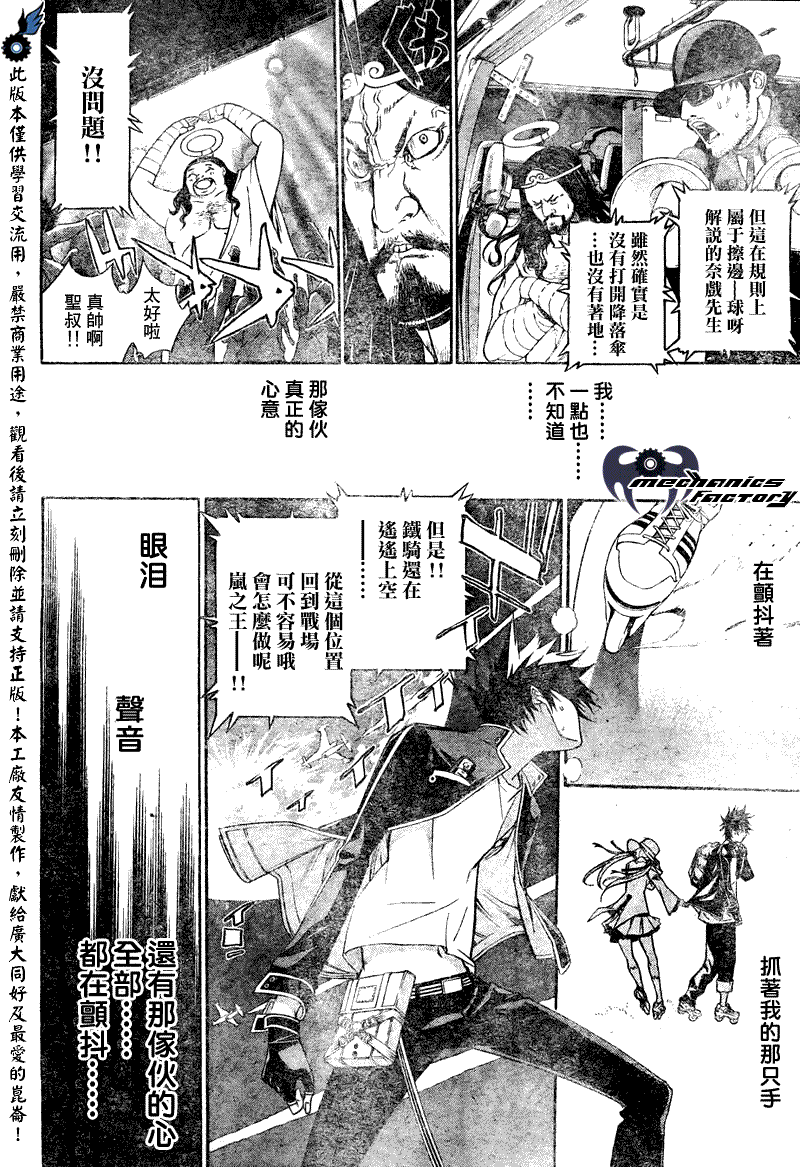 但這在規則上
屬于擦邊球呀
解說的奈戲先生
雖然確實是
沒有打開降落傘
…也沒有著地…
沒問題!!
太好啦
真帥啊
聖叔!!
我……
一點也……
不知道
……
那傢伙
真正的
心意
mechanics
factory
在顫抖著
但是!!
鐵騎還在
遙遙上空
────
從這個位置
回到戰場
可不容易哦
會怎麼做呢
嵐之王──!!
抓著我的那只手
眼泪
聲音
還有那傢伙的心
全部……
都在顫抖……
此版本僅供學習交流用，嚴禁商業用途，觀看後請立刻刪除並請支持正版！本工廠友情製作，獻給廣大同好及最愛的崑崙！